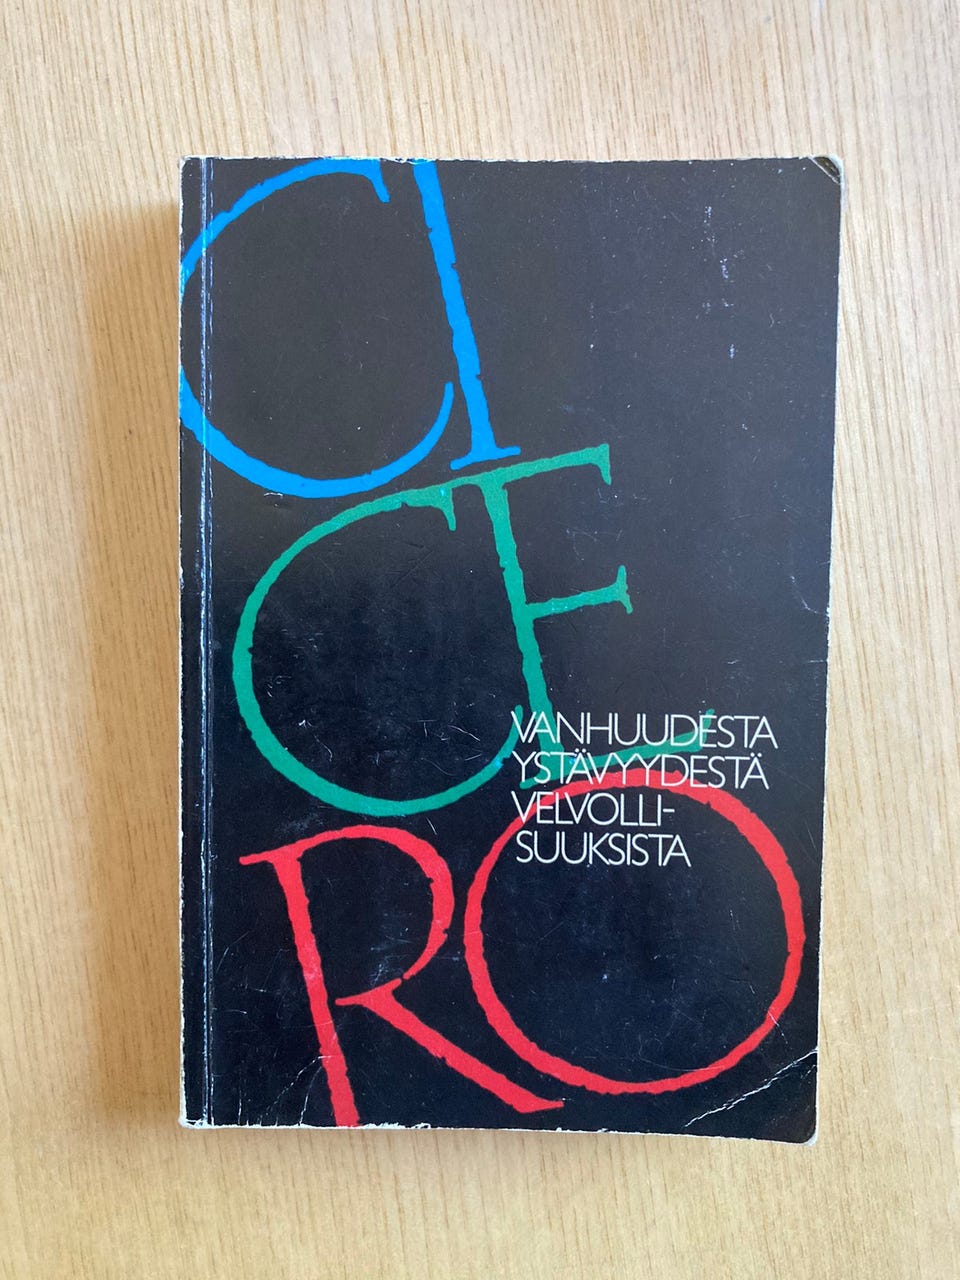 CI
CE
RO
VANHUUDESTA
YSTÄVYYDESTÄ
VELVOLLI-
SUUKSISTA